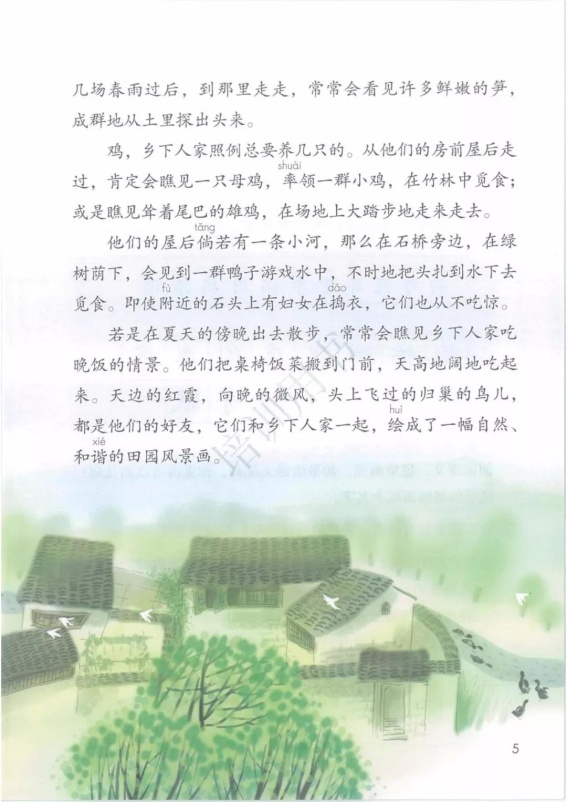 几场春雨过后，到那里走走，常常会看见许多鲜嫩的笋，
成群地从土里探出头来。
鸡，乡下人家照例总要养几只的。从他们的房前屋后走
shuài
过，肯定会瞧见一只母鸡，率领一群小鸡，在竹林中觅食；
或是瞧见耸着尾巴的雄鸡，在场地上大踏步地走来走去。
tǎng
他们的屋后倘若有一条小河，那么在石桥旁边，在绿
树荫下，会见到一群鸭子游戏水中，不时地把头扎到水下去
fù dǎo
觅食。即使附近的石头上有妇女在捣衣，它们也从不吃惊。
若是在夏天的傍晚出去散步，常常会瞧见乡下人家吃
晚饭的情景。他们把桌椅饭菜搬到门前，天高地阔地吃起
来。天边的红霞，向晚的微风，头上飞过的归巢的鸟儿，
huì
都是他们的好友，它们和乡下人家一起，绘成了一幅自然、
xié
和谐的田园风景画。
培训用书
5